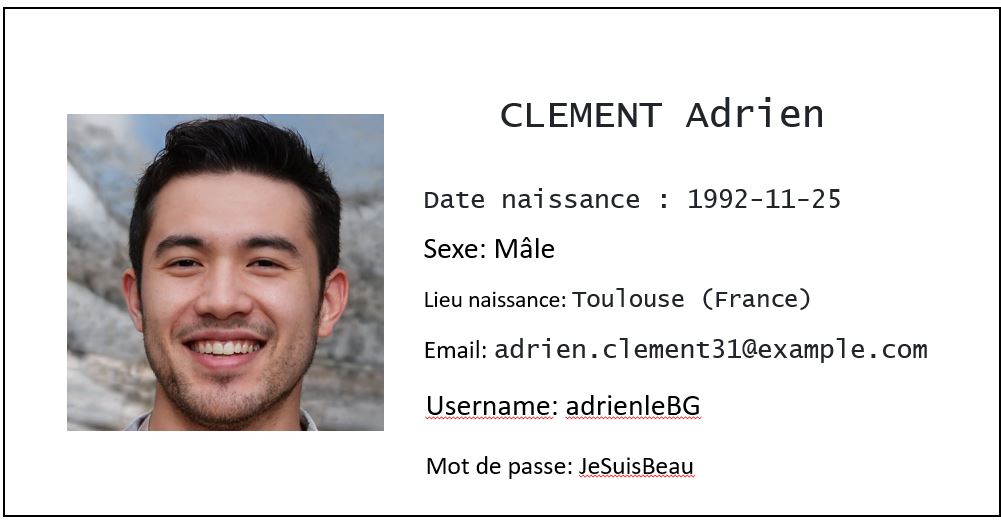 CLEMENT Adrien
Date naissance : 1992-11-25
Sexe: Mâle
Lieu naissance: Toulouse (France)
Email: adrien.clement31@example.com
Username: adrienleBG
Mot de passe: JeSuisBeau